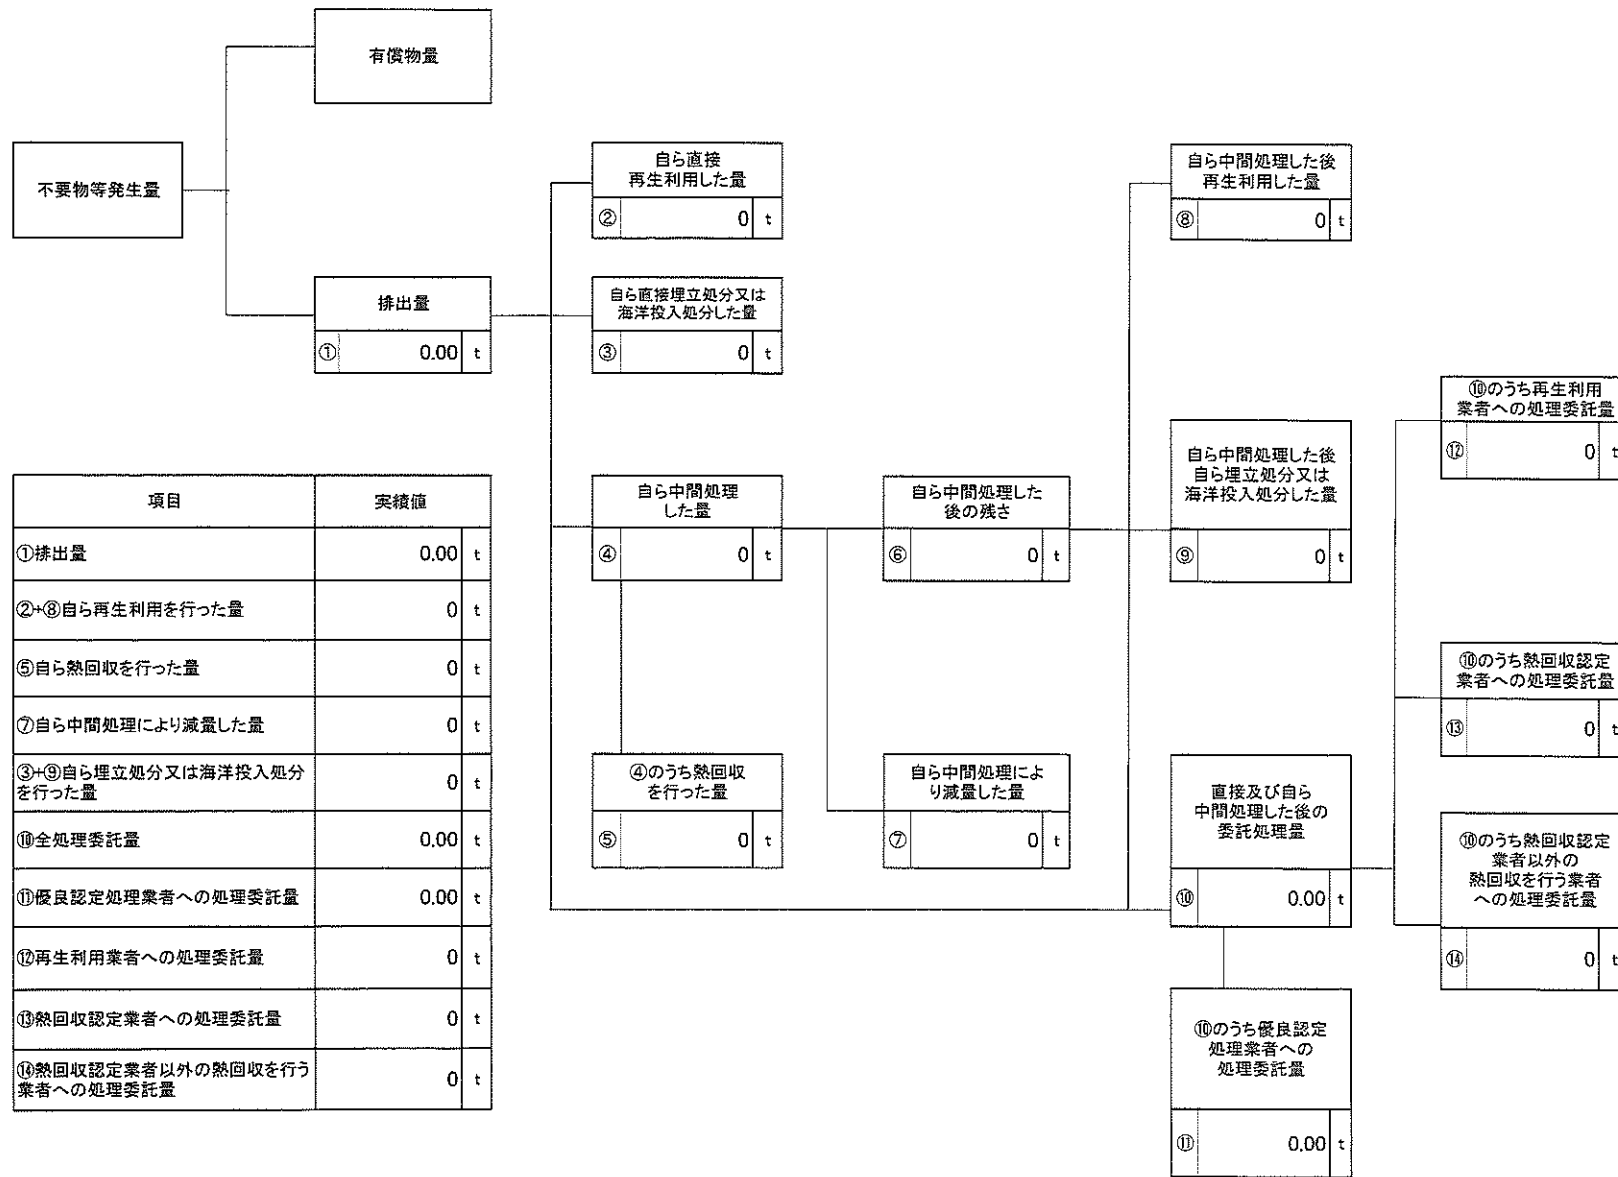 有償物量
不要物等発生量
排出量
① 0.00 t
自ら直接
再生利用した量
② 0 t
自ら直接埋立処分又は
海洋投入処分した量
③ 0 t
自ら中間処理
した量
④ 0 t
④のうち熱回収
を行った量
⑤ 0 t
自ら中間処理した
後の残さ
⑥ 0 t
自ら中間処理によ
り減量した量
⑦ 0 t
自ら中間処理した後
再生利用した量
⑧ 0 t
自ら中間処理した後
自ら埋立処分又は
海洋投入処分した量
⑨ 0 t
直接及び自ら
中間処理した後の
委託処理量
⑩ 0.00 t
⑩のうち優良認定
処理業者への
処理委託量
⑪ 0.00 t
⑩のうち再生利用
業者への処理委託量
⑫ 0 t
⑩のうち熱回収認定
業者への処理委託量
⑬ 0 t
⑩のうち熱回収認定
業者以外の
熱回収を行う業者
への処理委託量
⑭ 0 t
項目 実績値
①排出量 0.00 t
②+⑧自ら再生利用を行った量 0 t
⑤自ら熱回収を行った量 0 t
⑦自ら中間処理により減量した量 0 t
③+⑨自ら埋立処分又は海洋投入処分
を行った量 0 t
⑩全処理委託量 0.00 t
⑪優良認定処理業者への処理委託量 0.00 t
⑫再生利用業者への処理委託量 0 t
⑬熱回収認定業者への処理委託量 0 t
⑭熱回収認定業者以外の熱回収を行う
業者への処理委託量 0 t